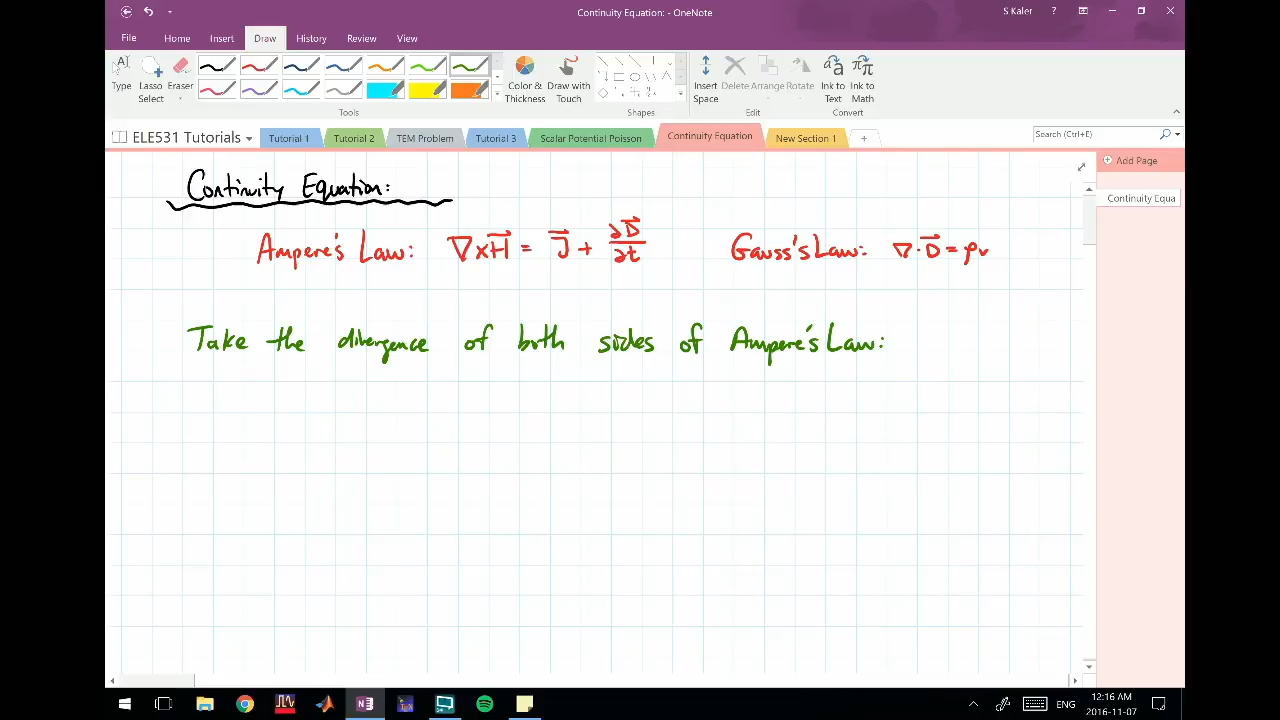 Continuity Equation: - OneNote
S Kaler
?
File Home Insert Draw History Review View
Type
Lasso Select
Eraser
Color & Thickness
Draw with Touch
Insert Space
Delete
Arrange
Rotate
Ink to Text
Ink to Math
Tools
Shapes
Edit
Convert
ELE531 Tutorials
Tutorial 1
Tutorial 2
TEM Problem
Tutorial 3
Scalar Potential Poisson
Continuity Equation
New Section 1
+
Search (Ctrl+E)
Add Page
Continuity Equa
Continuity Equation:
Ampere's Law: ∇×H⃗ = J⃗ + ∂D⃗/∂t Gauss's Law: ∇·D⃗ = ρv
Take the divergence of both sides of Ampere's Law:
ENG
12:16 AM
2016-11-07